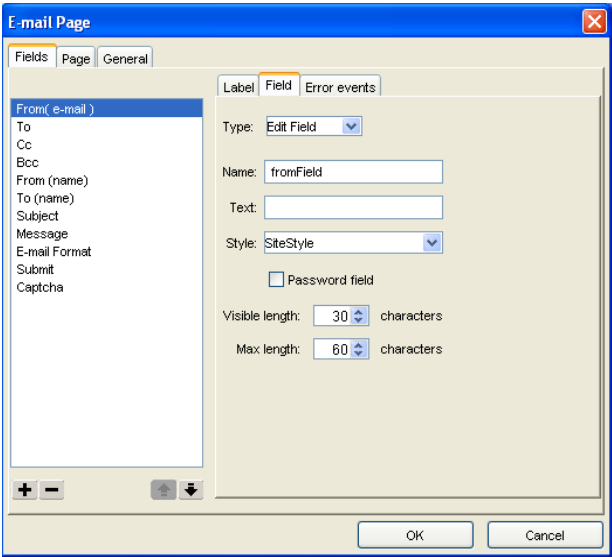 E-mail Page
Fields Page General
Label Field Error events
From( e-mail )
To
Cc
Bcc
From (name)
To (name)
Subject
Message
E-mail Format
Submit
Captcha
Type: Edit Field
Name: fromField
Text:
Style: SiteStyle
Password field
Visible length: 30 characters
Max length: 60 characters
OK Cancel